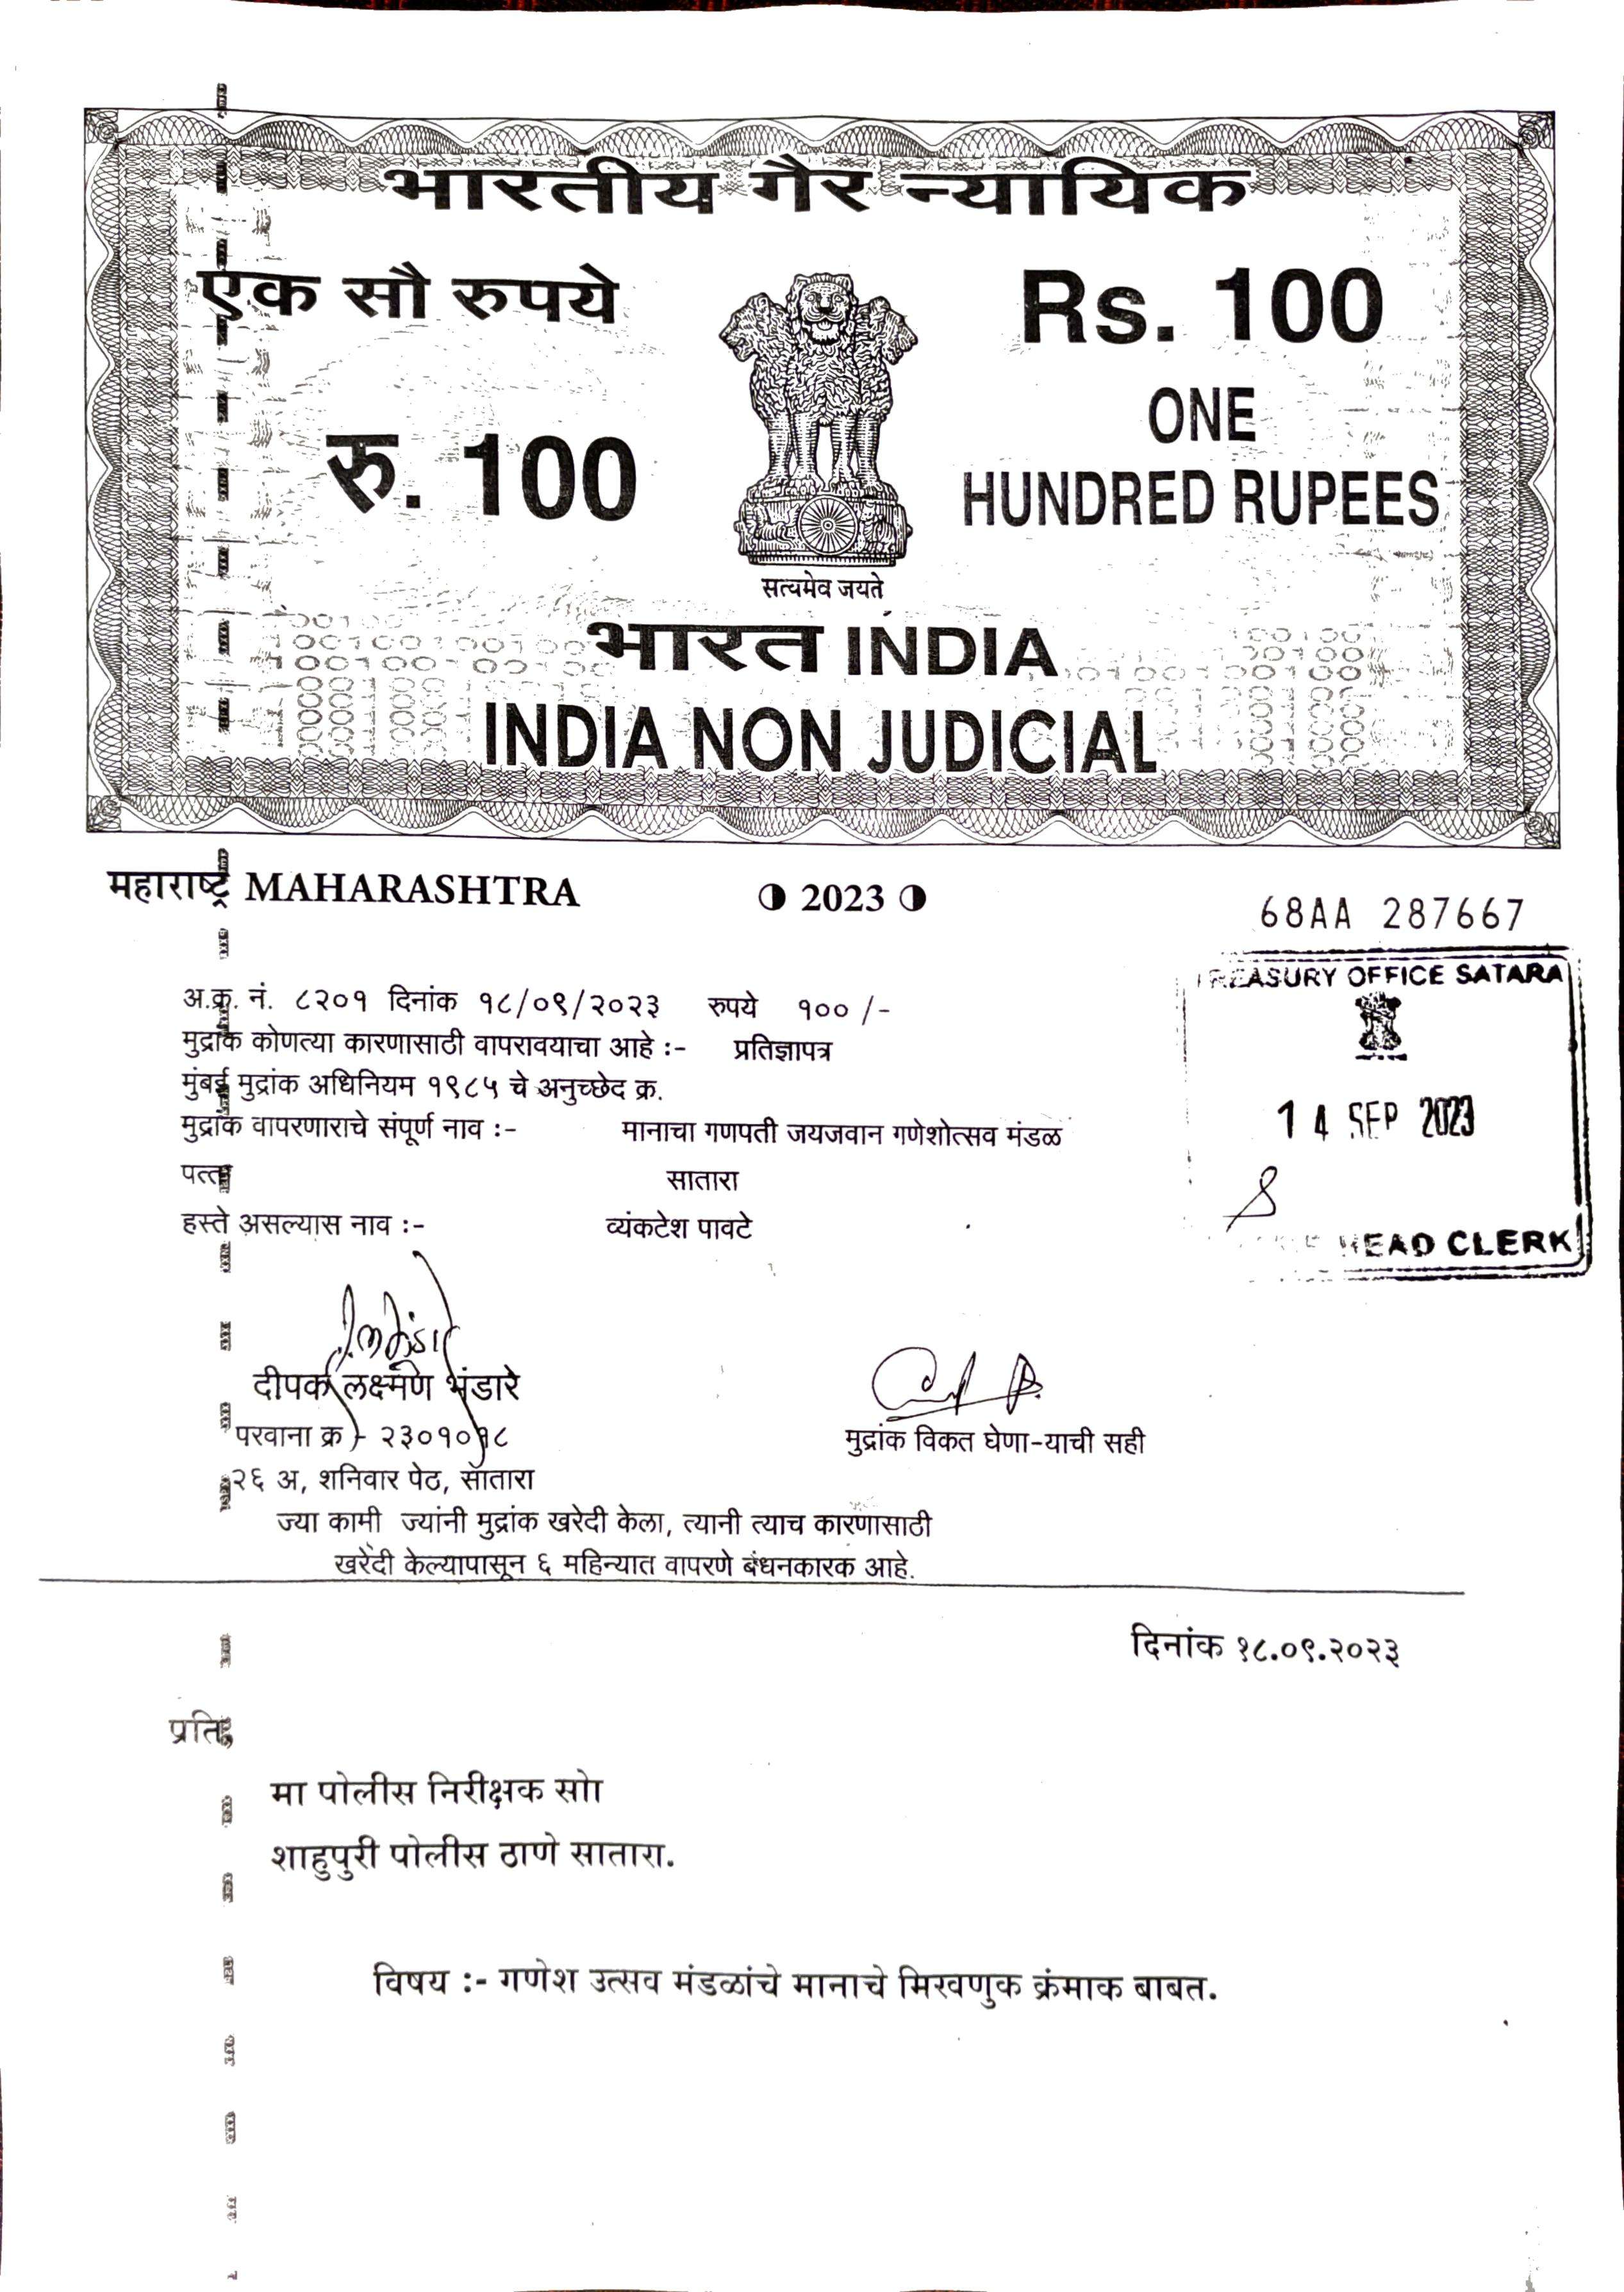 भारतीय गैर न्यायिक
एक सौ रुपये
Rs. 100
रु. 100
ONE
HUNDRED RUPEES
सत्यमेव जयते
भारत INDIA
INDIA NON JUDICIAL
महाराष्ट्र MAHARASHTRA
2023
68AA 287667
TREASURY OFFICE SATARA
14 SEP 2023
HEAD CLERK
अ.क्र. नं. ८२०१ दिनांक १८/०९/२०२३ रुपये १००/-
मुद्रांक कोणत्या कारणासाठी वापरावयाचा आहे :- प्रतिज्ञापत्र
मुंबई मुद्रांक अधिनियम १९८५ चे अनुच्छेद क्र.
मुद्रांक वापरणाराचे संपूर्ण नाव :- मानाचा गणपती जयजवान गणेशोत्सव मंडळ
पत्ता सातारा
हस्ते असल्यास नाव :- व्यंकटेश पावटे
दीपक लक्ष्मण भंडारे
परवाना क्र - २३०१०१८
मुद्रांक विकत घेणा-याची सही
२६ अ, शनिवार पेठ, सातारा
ज्या कामी ज्यांनी मुद्रांक खरेदी केला, त्यानी त्याच कारणासाठी
खरेदी केल्यापासून ६ महिन्यात वापरणे बंधनकारक आहे.
दिनांक १८.०९.२०२३
प्रति,
मा पोलीस निरीक्षक सो
शाहुपुरी पोलीस ठाणे सातारा.
विषय :- गणेश उत्सव मंडळांचे मानाचे मिरवणुक क्रंमाक बाबत.